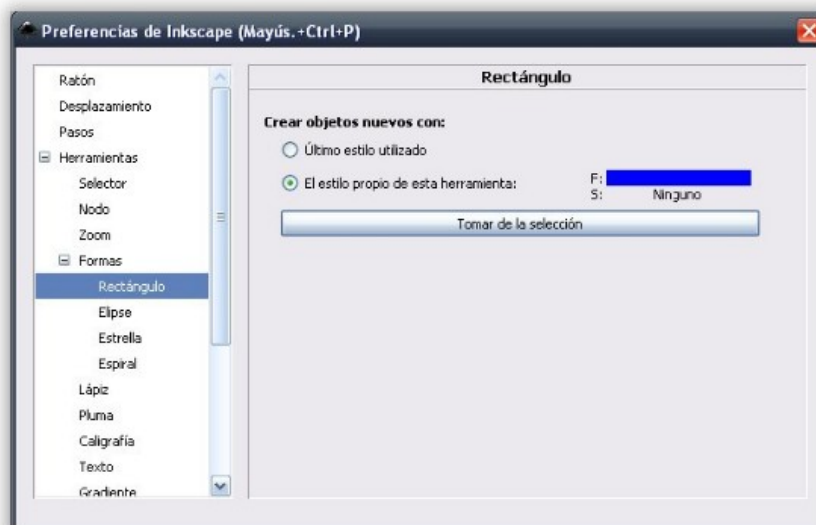 Preferencias de Inkscape (Mayús.+Ctrl+P)
Ratón
Desplazamiento
Pasos
Herramientas
Selector
Nodo
Zoom
Formas
Rectángulo
Elipse
Estrella
Espiral
Lápiz
Pluma
Caligrafía
Texto
Gradiente
Rectángulo
Crear objetos nuevos con:
Último estilo utilizado
El estilo propio de esta herramienta:
F:
S: Ninguno
Tomar de la selección